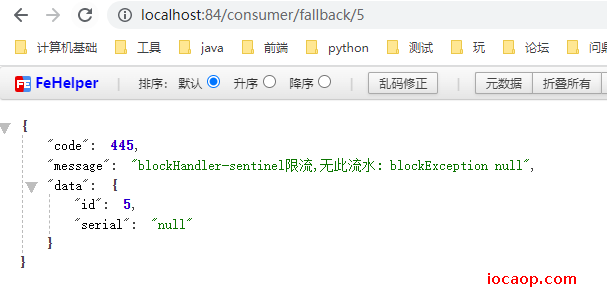 localhost:84/consumer/fallback/5
计算机基础 工具 java 前端 python 测试 玩 论坛 问
FeHelper 排序: 默认 升序 降序 乱码修正 元数据 折叠所有
{
"code": 445,
"message": "blockHandler-sentinel限流,无此流水: blockException null",
"data": {
"id": 5,
"serial": "null"
}
}
iocaop.com